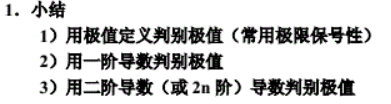 1. 小结
1）用极值定义判别极值（常用极限保号性）
2）用一阶导数判别极值
3）用二阶导数（或 2n 阶）导数判别极值